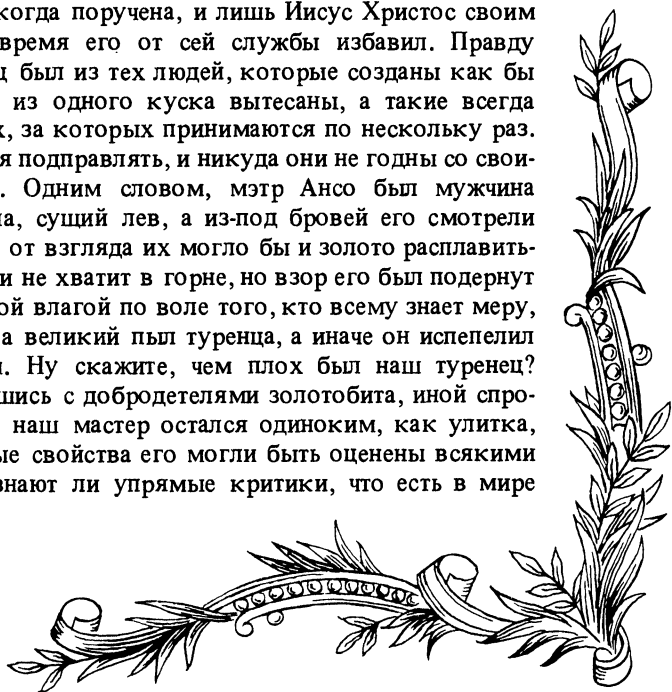 когда поручена, и лишь Иисус Христос своим
время его от сей службы избавил. Правду
ц был из тех людей, которые созданы как бы
из одного куска вытесаны, а такие всегда
х, за которых принимаются по нескольку раз.
я подправлять, и никуда они не годны со свои-
. Одним словом, мэтр Ансо был мужчина
а, сущий лев, а из-под бровей его смотрели
от взгляда их могло бы и золото расплавить-
и не хватит в горне, но взор его был подернут
ой влагой по воле того, кто всему знает меру,
а великий пыл туренца, а иначе он испепелил
. Ну скажите, чем плох был наш туренец?
шись с добродетелями золотобита, иной спро-
наш мастер остался одиноким, как улитка,
ые свойства его могли быть оценены всякими
знают ли упрямые критики, что есть в мире